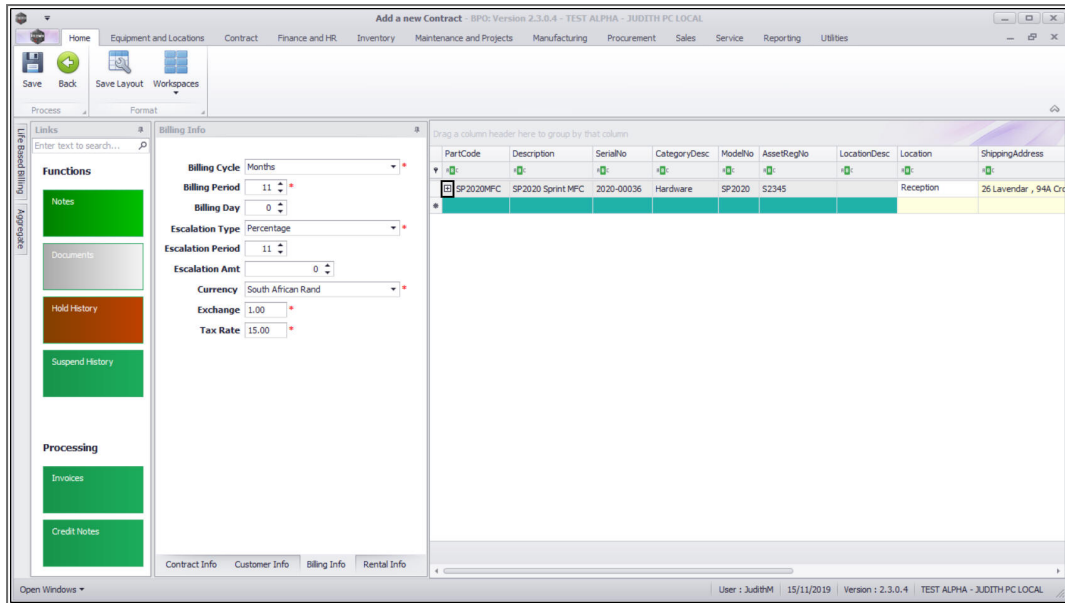 Add a new Contract - BPO: Version 2.3.0.4 - TEST ALPHA - JUDITH PC LOCAL
Home Equipment and Locations Contract Finance and HR Inventory Maintenance and Projects Manufacturing Procurement Sales Service Reporting Utilities
Save Back Save Layout Workspaces
Process Format
Life Based Billing
Aggregate
Links
Enter text to search...
Functions
Notes
Documents
Hold History
Suspend History
Processing
Invoices
Credit Notes
Billing Info
Billing Cycle Months *
Billing Period 11 *
Billing Day 0
Escalation Type Percentage *
Escalation Period 11
Escalation Amt 0
Currency South African Rand *
Exchange 1.00 *
Tax Rate 15.00 *
Contract Info Customer Info Billing Info Rental Info
Drag a column header here to group by that column
PartCode Description SerialNo CategoryDesc ModelNo AssetRegNo LocationDesc Location ShippingAddress
SP2020MFC SP2020 Sprint MFC 2020-00036 Hardware SP2020 S2345 Reception 26 Lavendar , 94A Cro
Open Windows
User : JudithM 15/11/2019 Version : 2.3.0.4 TEST ALPHA - JUDITH PC LOCAL